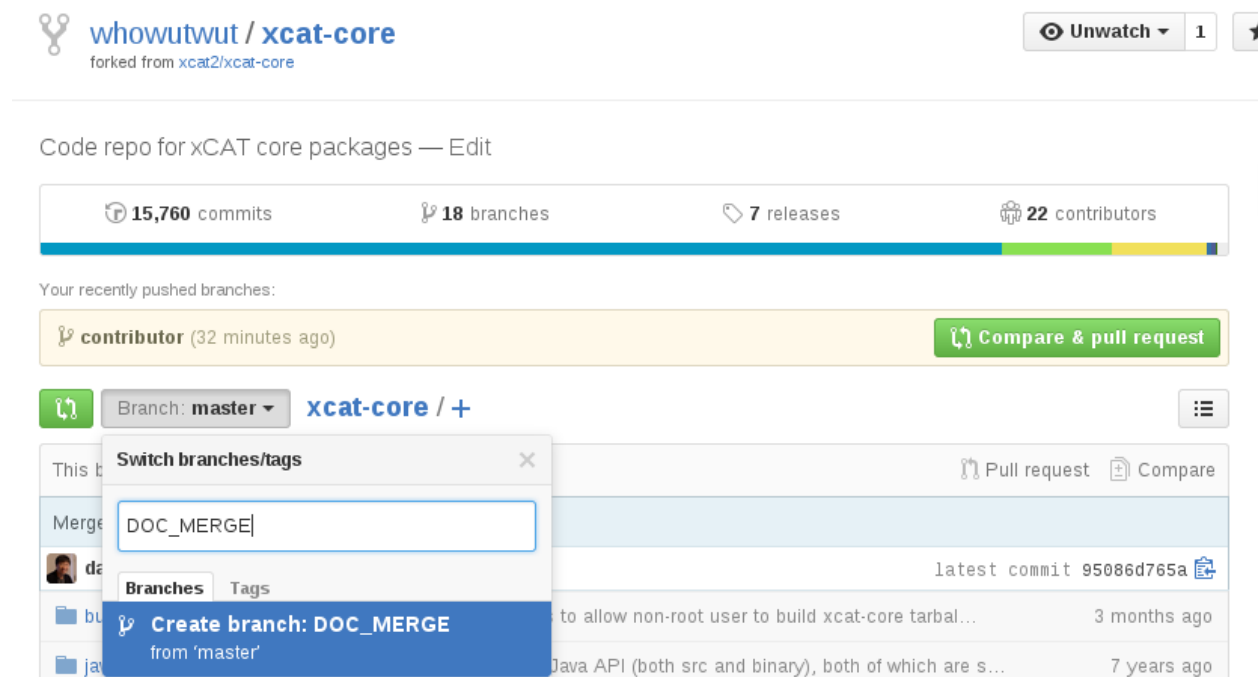 whowutwut / xcat-core
forked from xcat2/xcat-core
Unwatch 1
Code repo for xCAT core packages — Edit
15,760 commits 18 branches 7 releases 22 contributors
Your recently pushed branches:
contributor (32 minutes ago) Compare & pull request
Branch: master xcat-core / +
Switch branches/tags
This Pull request Compare
DOC_MERGE
Merge
latest commit 95086d765a
Branches Tags
Create branch: DOC_MERGE
to allow non-root user to build xcat-core tarbal... 3 months ago
from ‘master’
Java API (both src and binary), both of which are s... 7 years ago